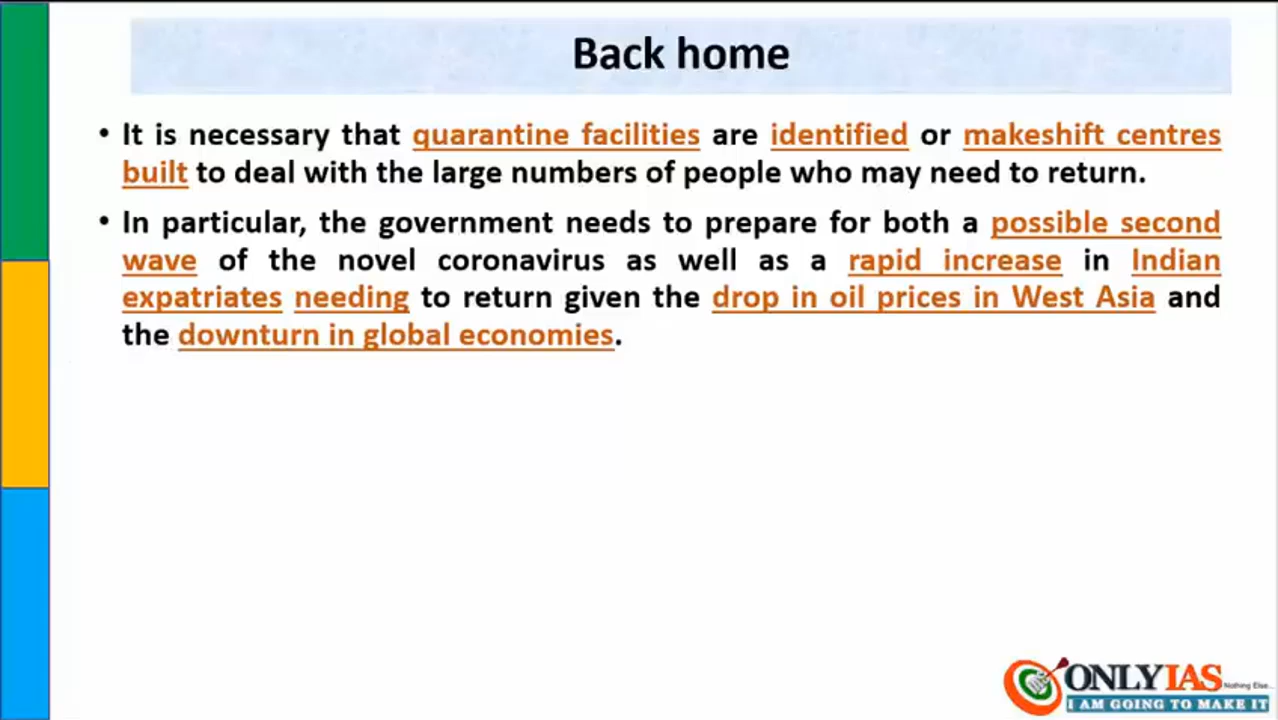 Back home
• It is necessary that quarantine facilities are identified or makeshift centres
built to deal with the large numbers of people who may need to return.
• In particular, the government needs to prepare for both a possible second
wave of the novel coronavirus as well as a rapid increase in Indian
expatriates needing to return given the drop in oil prices in West Asia and
the downturn in global economies.
ONLYIAS Nothing Else...
I AM GOING TO MAKE IT